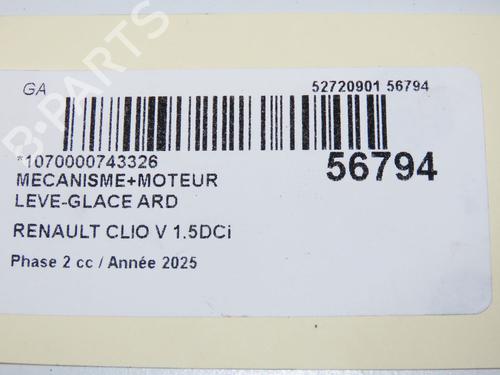 GA
52720901 56794
*1070000743326
56794
MECANISME+MOTEUR
LEVE-GLACE ARD
RENAULT CLIO V 1.5DCi
Phase 2 cc / Année 2025
B-PARTS